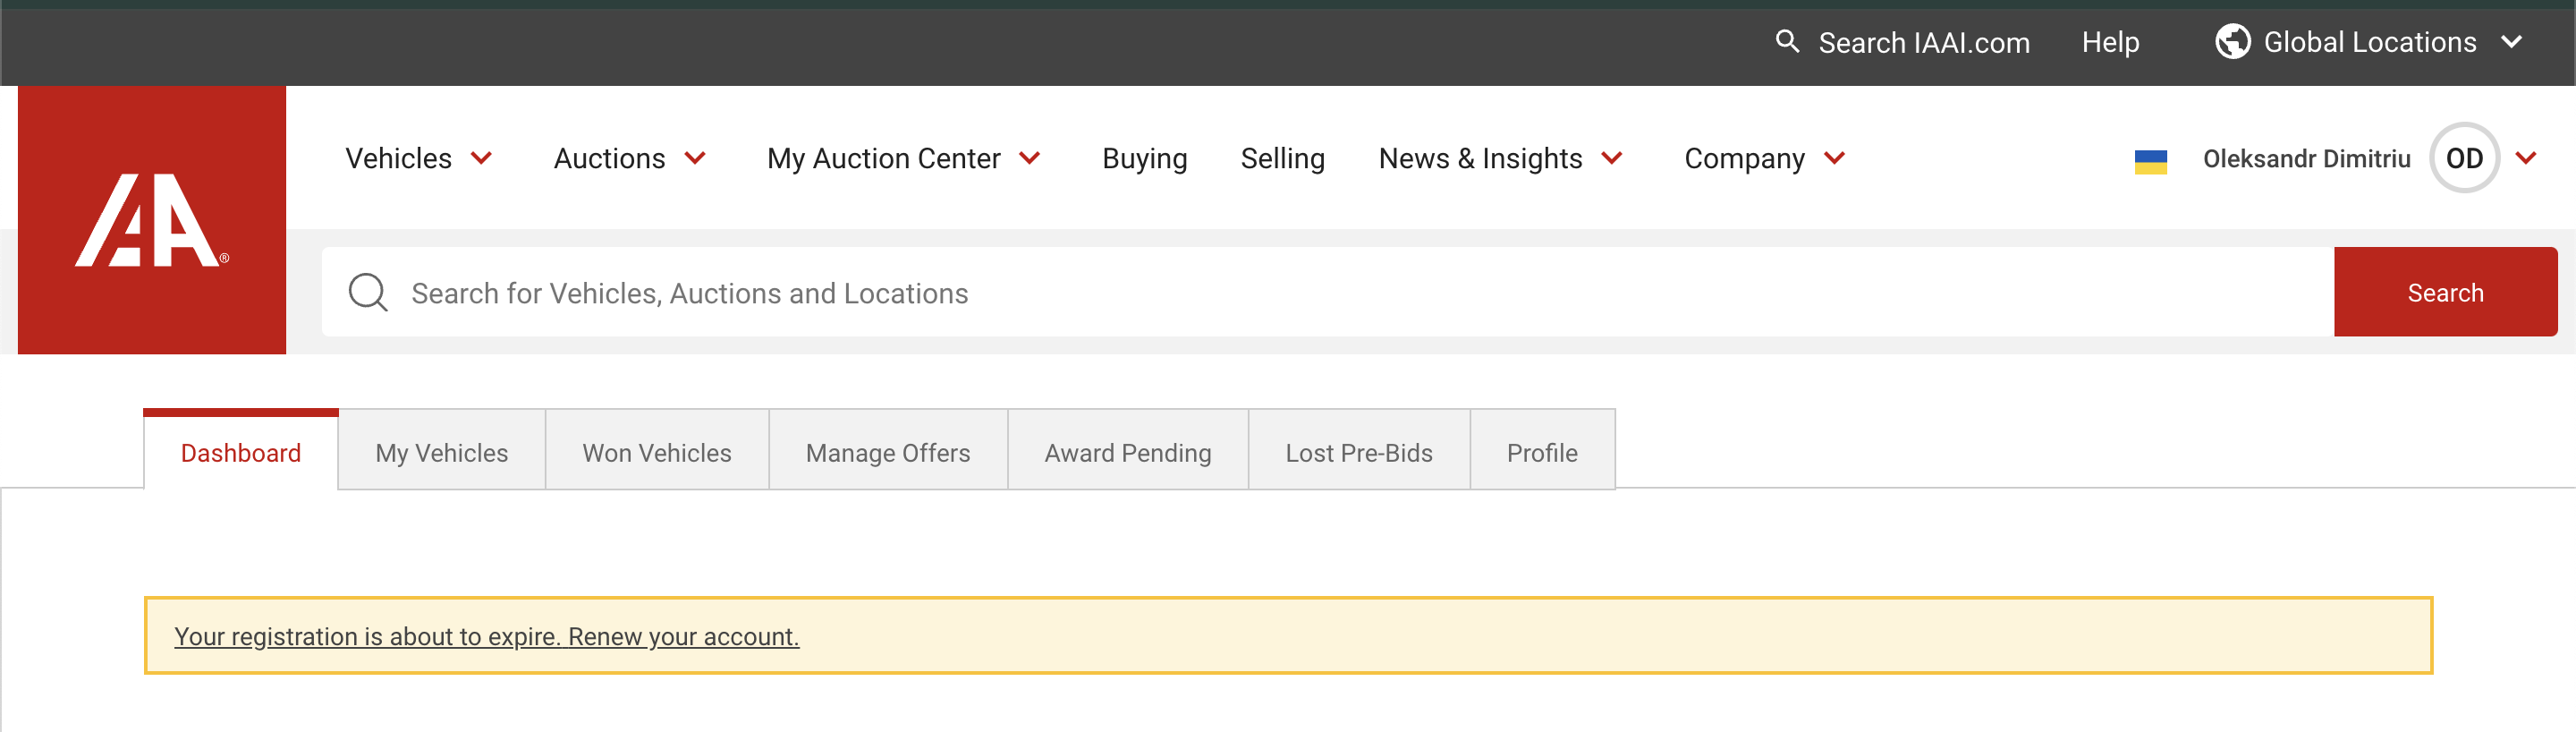 Search IAAI.com Help Global Locations
IAA®
Vehicles Auctions My Auction Center Buying Selling News & Insights Company Oleksandr Dimitriu OD
Search for Vehicles, Auctions and Locations Search
Dashboard My Vehicles Won Vehicles Manage Offers Award Pending Lost Pre-Bids Profile
Your registration is about to expire. Renew your account.